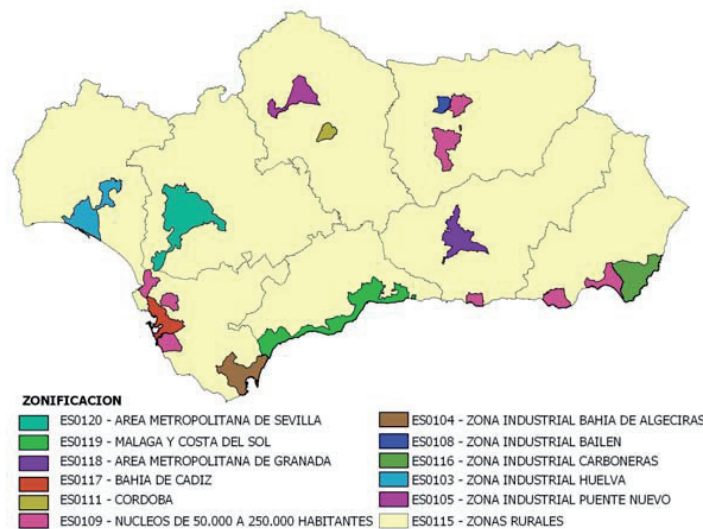 ZONIFICACION
ES0120 - AREA METROPOLITANA DE SEVILLA
ES0119 - MALAGA Y COSTA DEL SOL
ES0118 - AREA METROPOLITANA DE GRANADA
ES0117 - BAHIA DE CADIZ
ES0111 - CORDOBA
ES0109 - NUCLEOS DE 50.000 A 250.000 HABITANTES
ES0104 - ZONA INDUSTRIAL BAHIA DE ALGECIRAS
ES0108 - ZONA INDUSTRIAL BAILEN
ES0116 - ZONA INDUSTRIAL CARBONERAS
ES0103 - ZONA INDUSTRIAL HUELVA
ES0105 - ZONA INDUSTRIAL PUENTE NUEVO
ES0115 - ZONAS RURALES